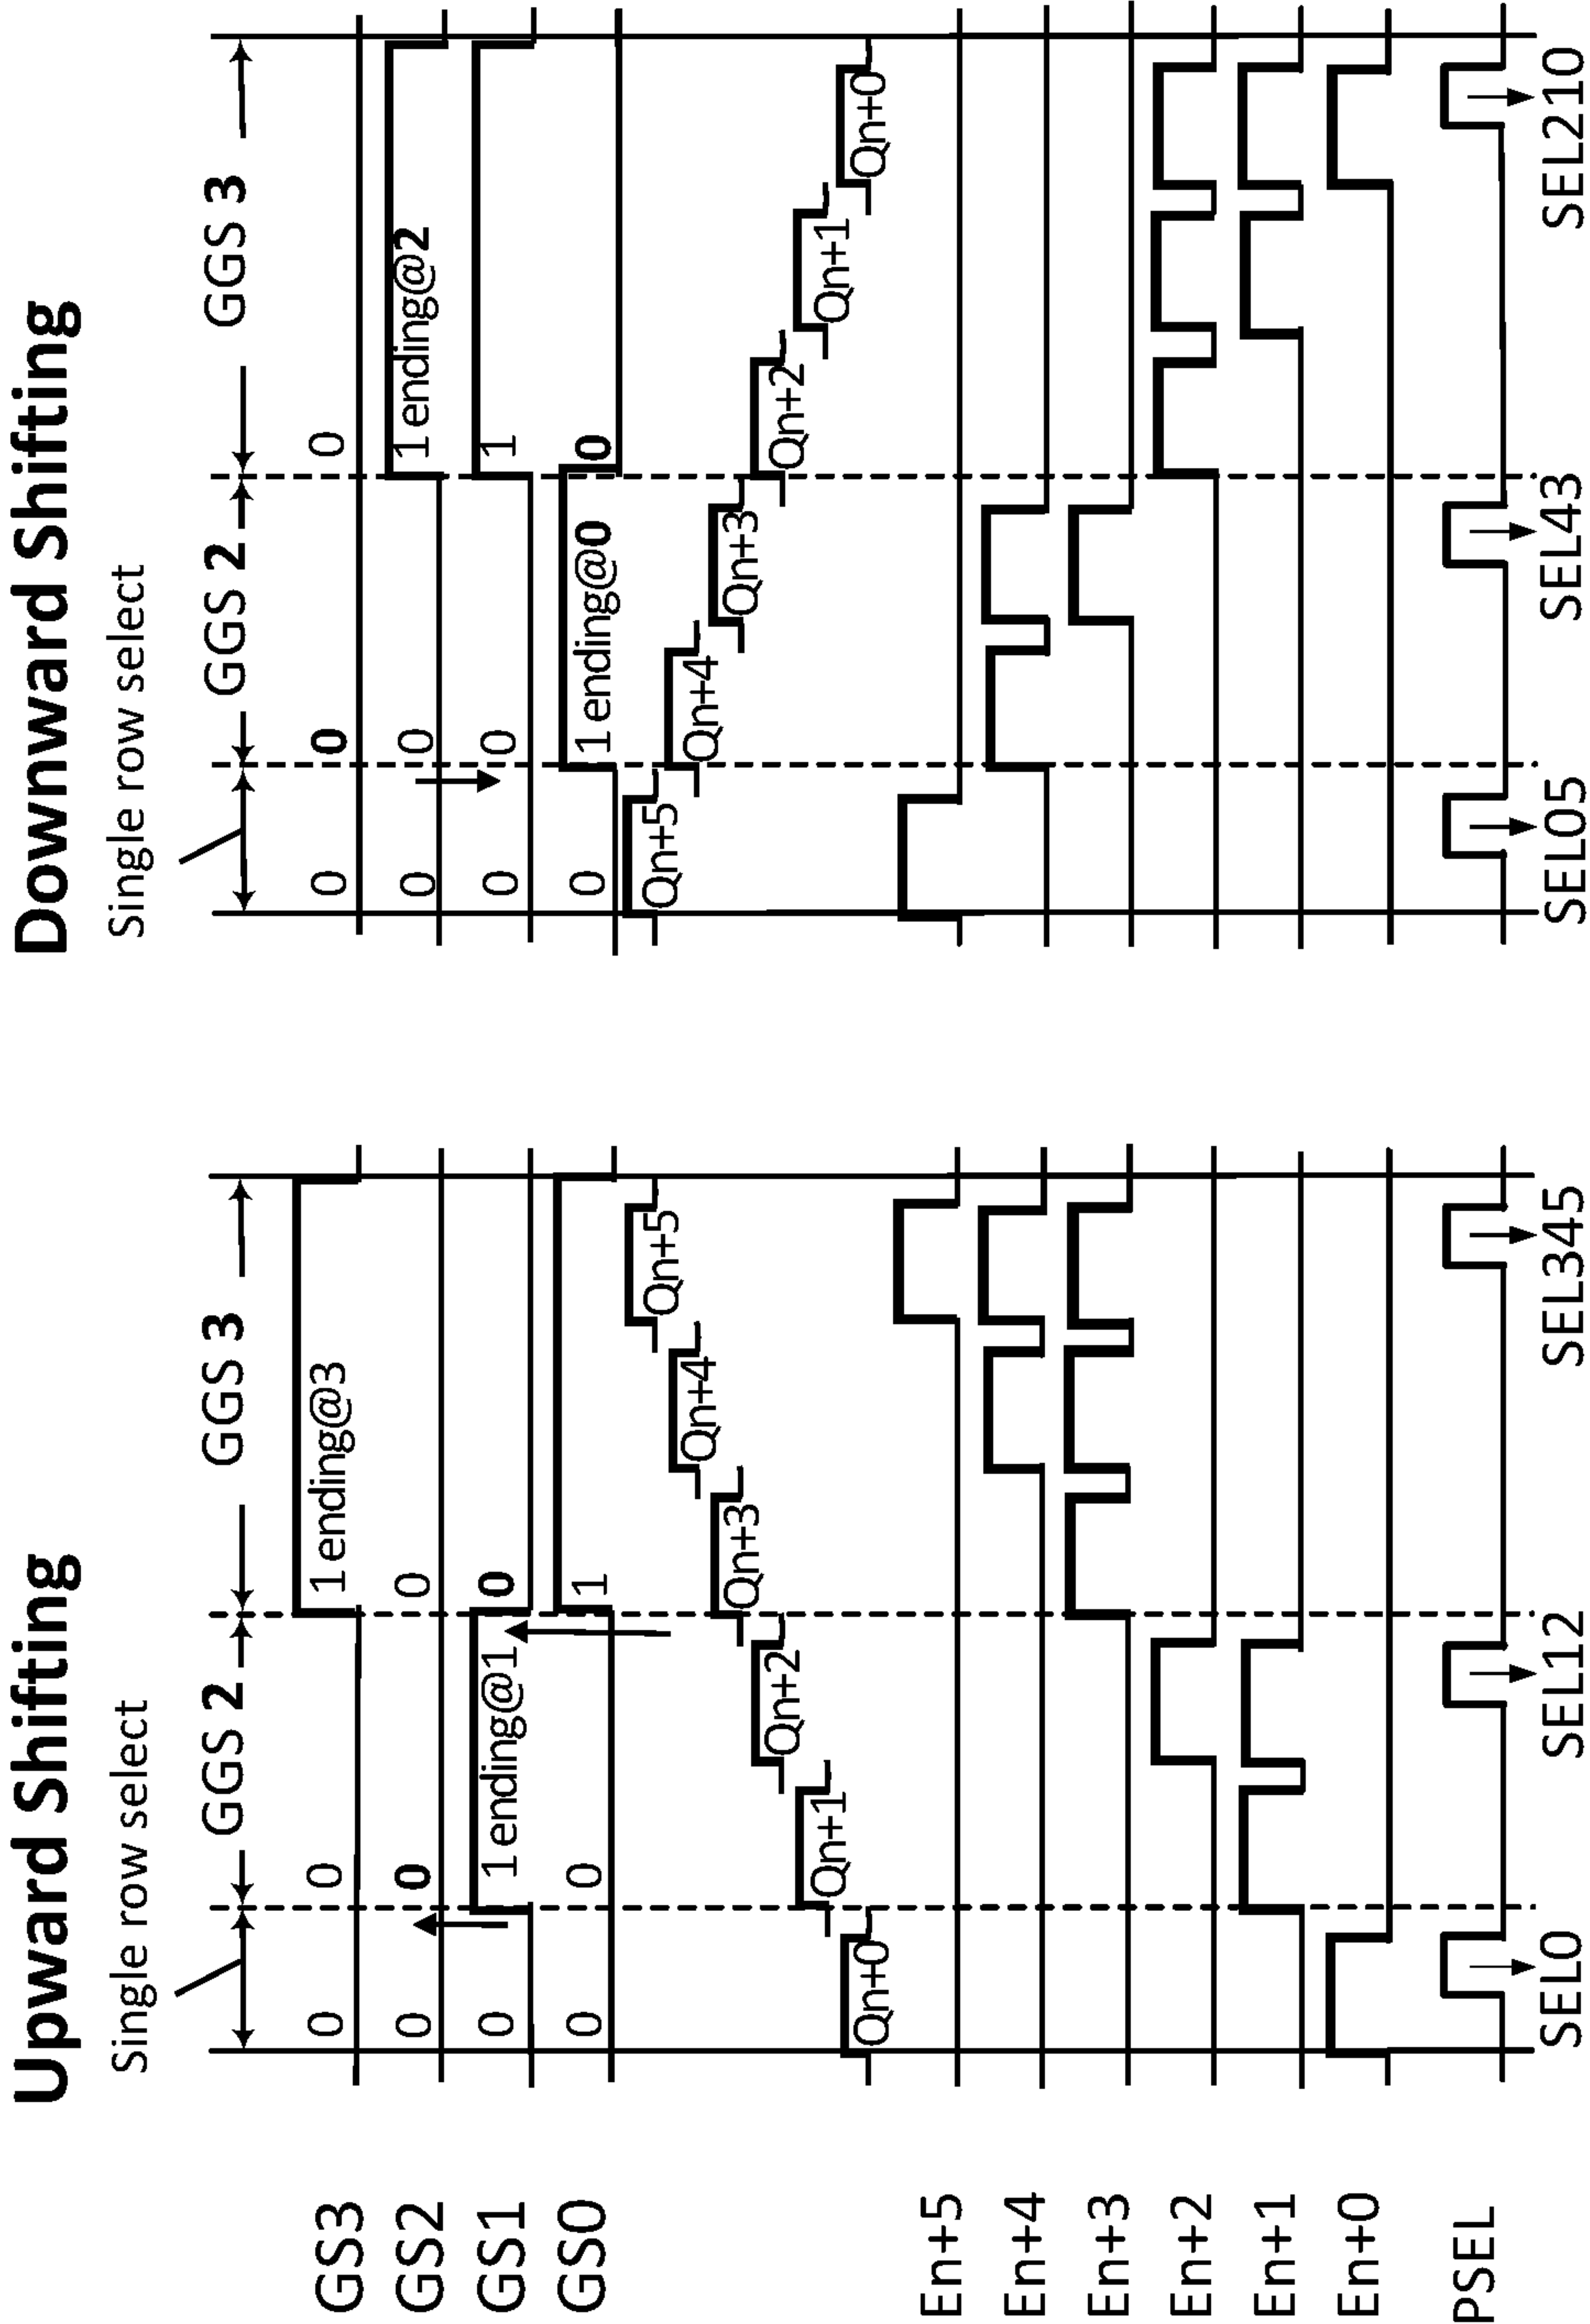 Upward Shifting
Single row select
GGS 2
GGS 3
GS3
0
0
1 ending@3
GS2
0
0
0
GS1
0
1 ending@1
0
GS0
0
0
1
Qn+5
Qn+4
Qn+3
Qn+2
Qn+1
Qn+0
En+5
En+4
En+3
En+2
En+1
En+0
PSEL
SEL0
SEL12
SEL345
Downward Shifting
Single row select
GGS 2
GGS 3
0
0
0
0
0
1 ending@2
0
0
1
0
1 ending@0
0
Qn+5
Qn+4
Qn+3
Qn+2
Qn+1
Qn+0
SEL05
SEL43
SEL210